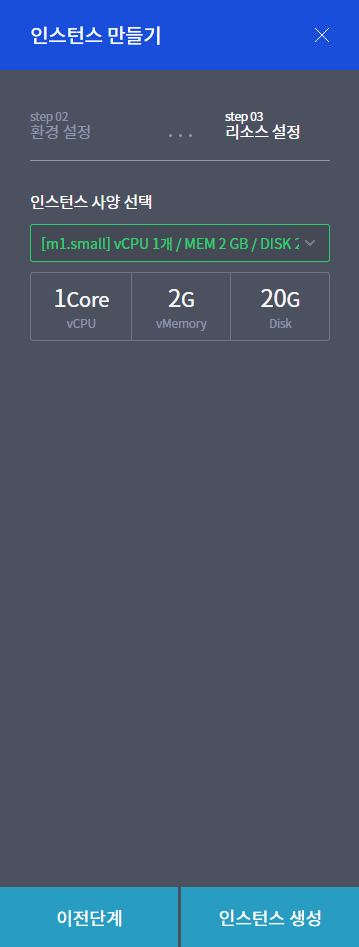 인스턴스 만들기
step 02
환경 설정
...
step 03
리소스 설정
인스턴스 사양 선택
[m1.small] vCPU 1개 / MEM 2 GB / DISK 2
1Core
vCPU
2G
vMemory
20G
Disk
이전단계
인스턴스 생성